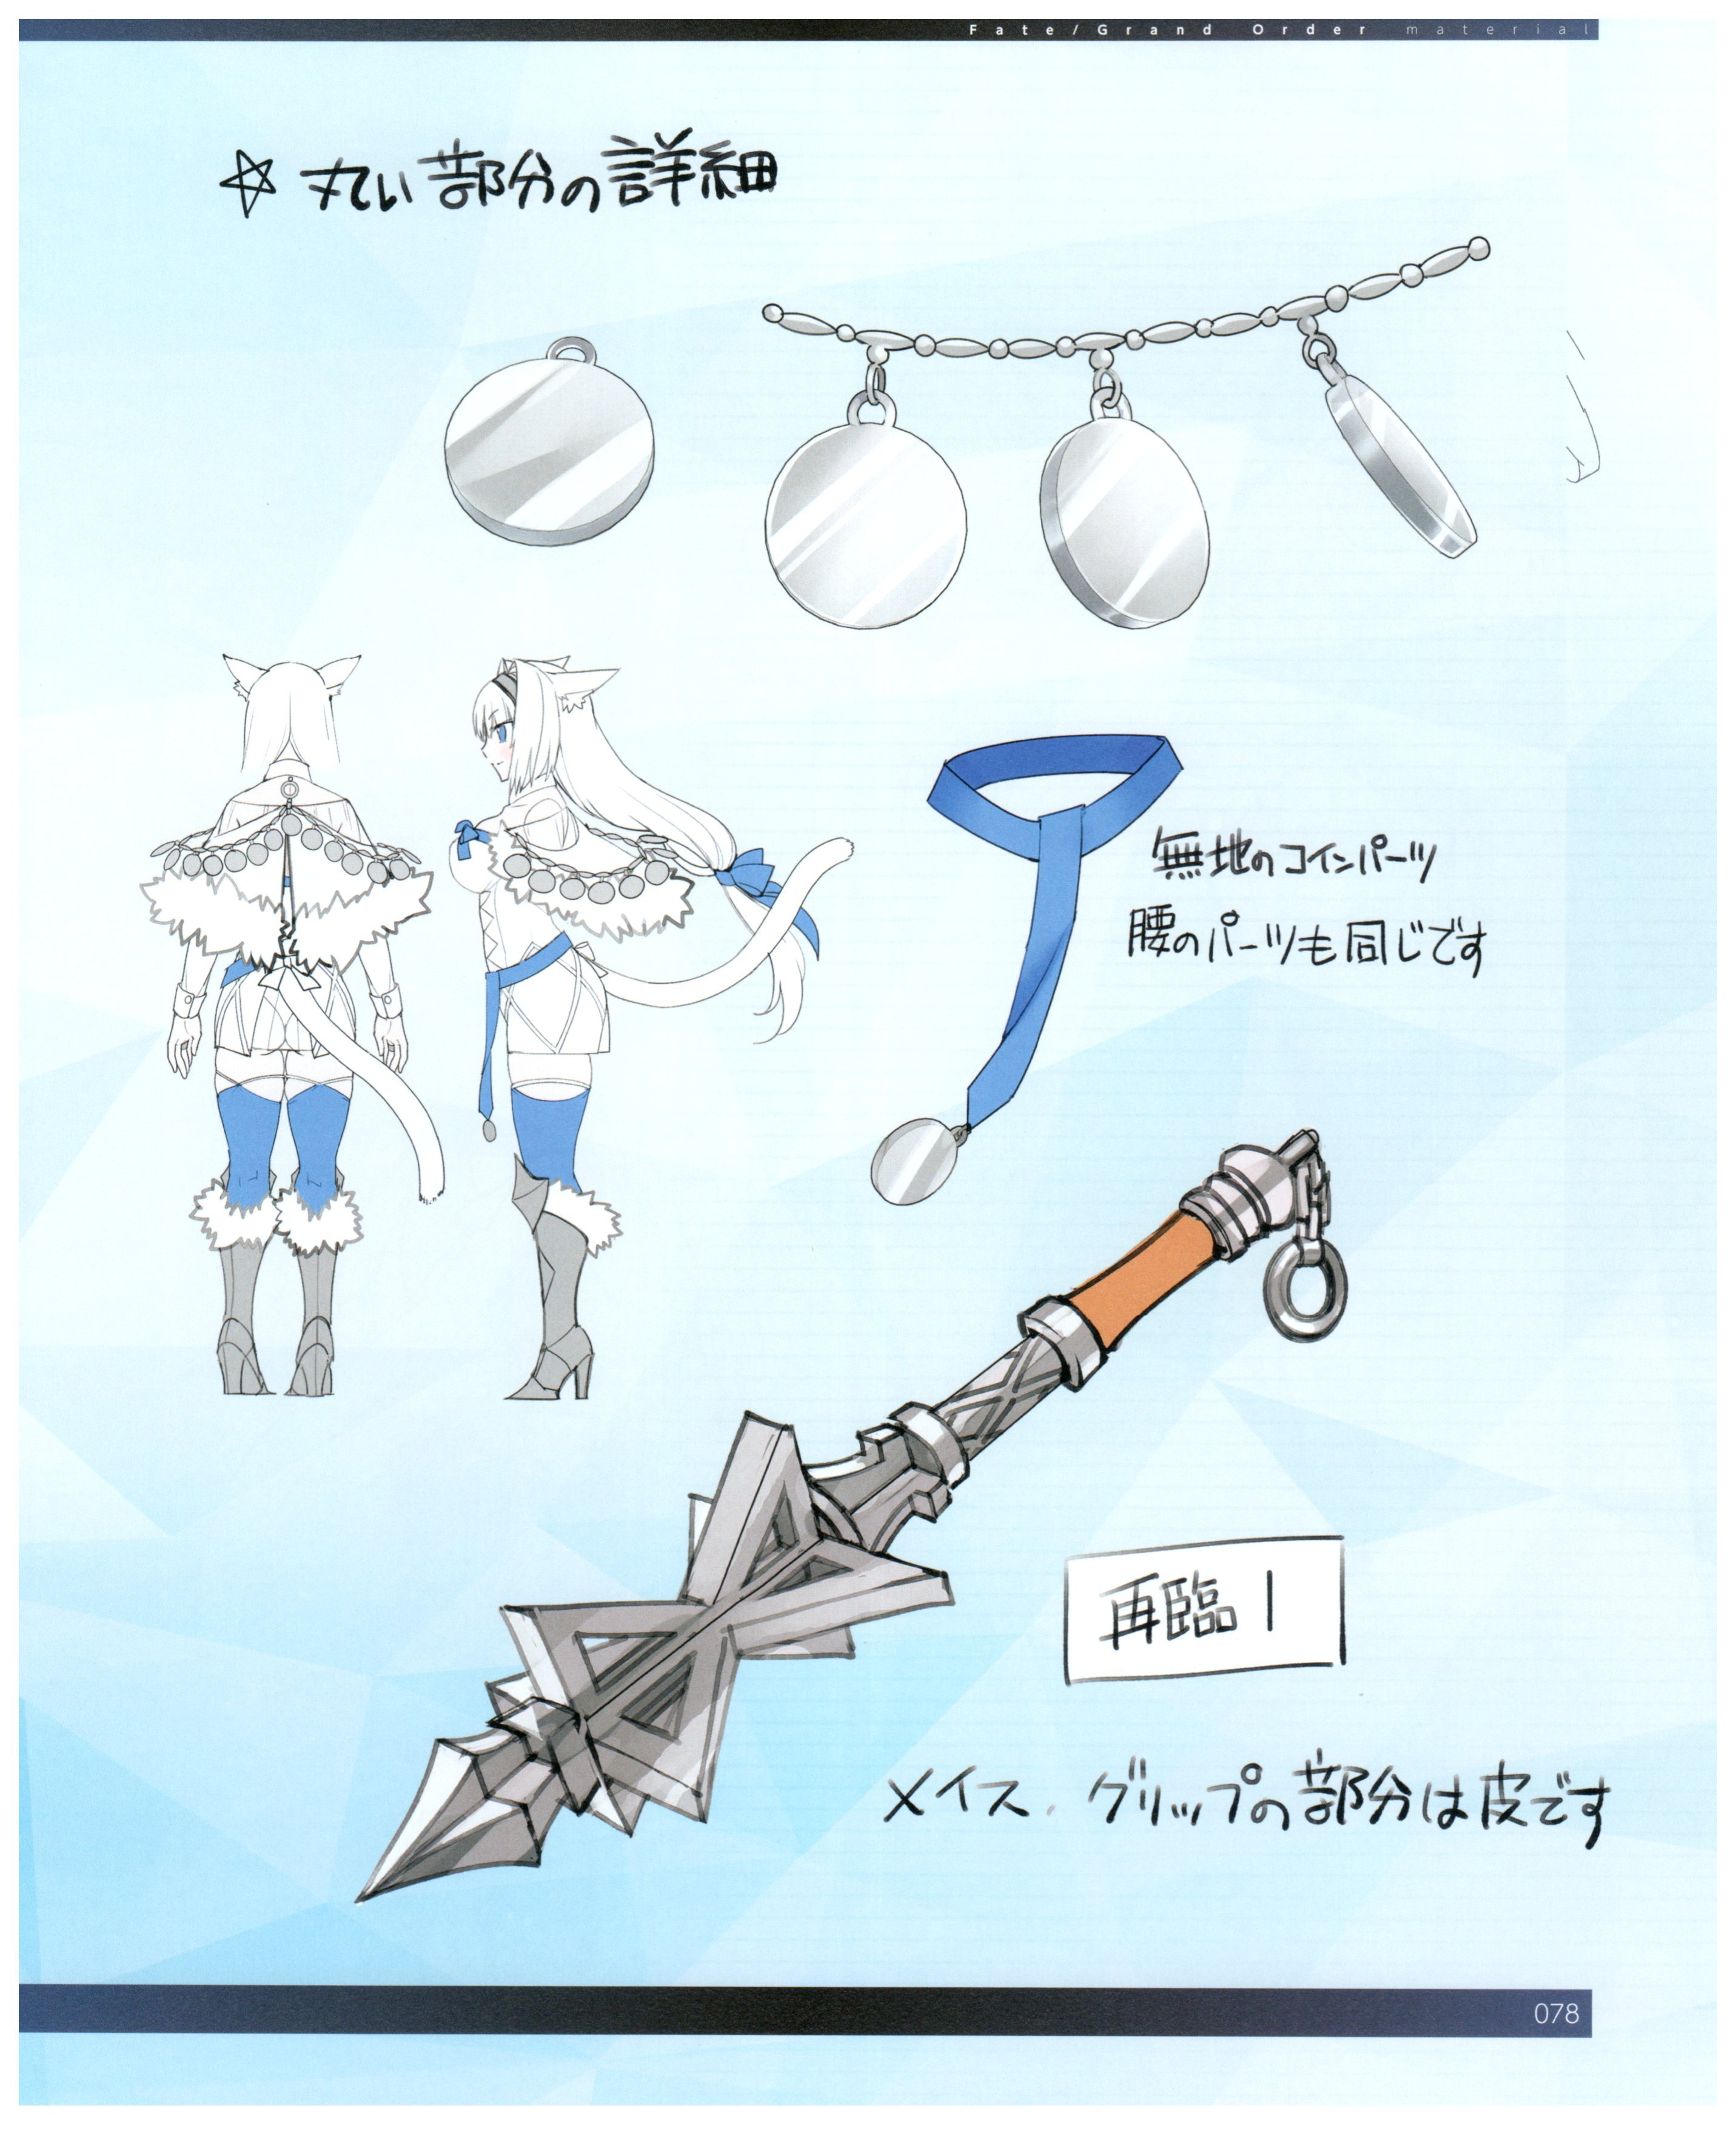 Fate/Grand Order material
☆ 丸い部分の詳細
無地のコインパーツ
腰のパーツも同じです
再臨1
メイス、グリップの部分は皮です
078